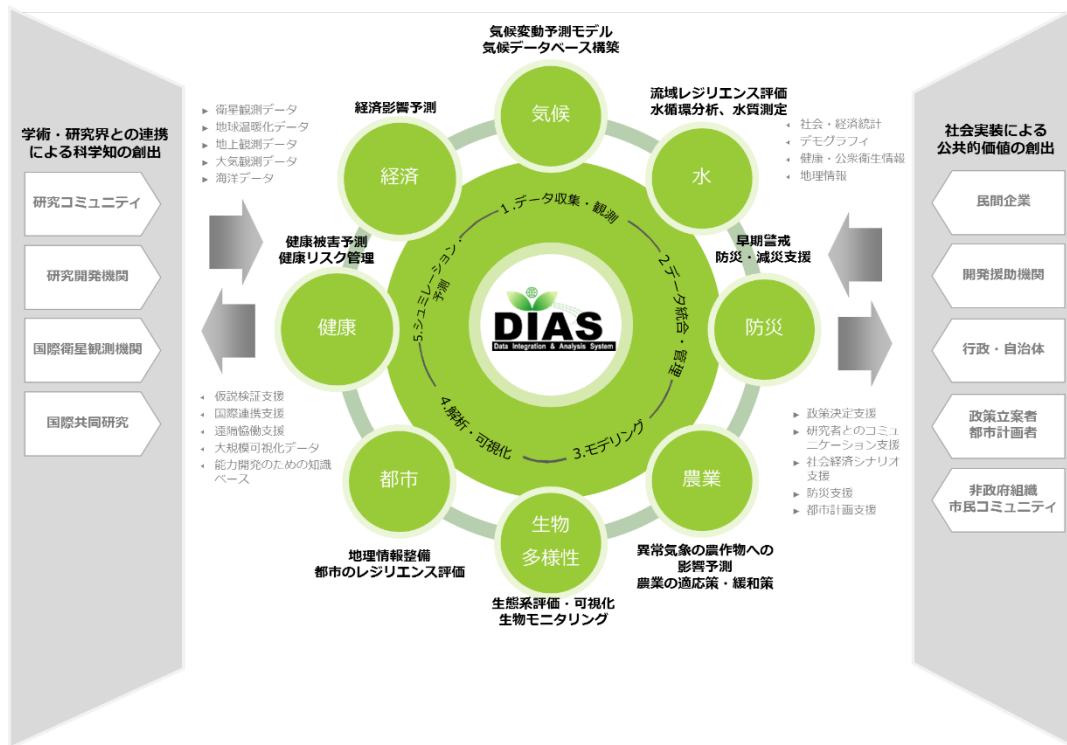 気候変動予測モデル
気候データベース構築
気候
流域レジリエンス評価
水循環分析、水質測定
水
経済影響予測
経済
▸ 衛星観測データ
▸ 地球温暖化データ
▸ 地上観測データ
▸ 大気観測データ
▸ 海洋データ
◂ 社会・経済統計
◂ デモグラフィ
◂ 健康・公衆衛生情報
◂ 地理情報
学術・研究界との連携
による科学知の創出
研究コミュニティ
研究開発機関
国際衛星観測機関
国際共同研究
社会実装による
公共的価値の創出
民間企業
開発援助機関
行政・自治体
政策立案者
都市計画者
非政府組織
市民コミュニティ
健康被害予測
健康リスク管理
健康
早期警戒
防災・減災支援
防災
1.データ収集・観測
2.データ統合・管理
3.モデリング
4.解析・可視化
5.シュミレーション・
予測
DIAS
Data Integration & Analysis System
◂ 仮説検証支援
◂ 国際連携支援
◂ 遠隔恊働支援
◂ 大規模可視化データ
◂ 能力開発のための知識
ベース
▸ 政策決定支援
▸ 研究者とのコミュ
ニケーション支援
▸ 社会経済シナリオ
支援
▸ 防災支援
▸ 都市計画支援
都市
地理情報整備
都市のレジリエンス評価
農業
異常気象の農作物への
影響予測
農業の適応策・緩和策
生物
多様性
生態系評価・可視化
生物モニタリング